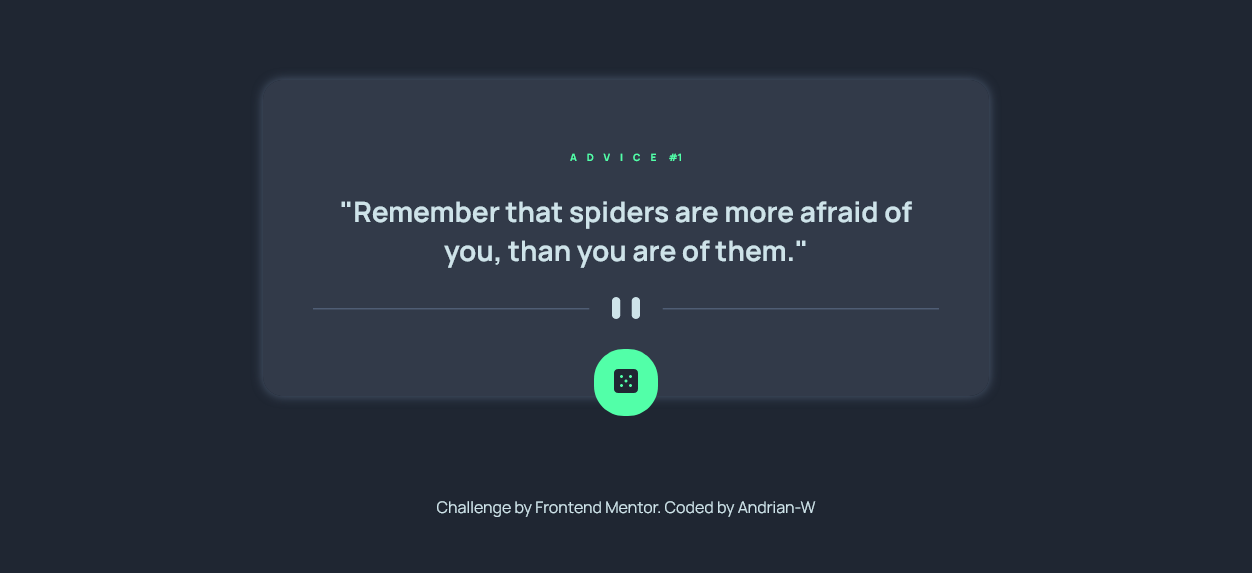 A D V I C E #1
"Remember that spiders are more afraid of
you, than you are of them."
Challenge by Frontend Mentor. Coded by Andrian-W